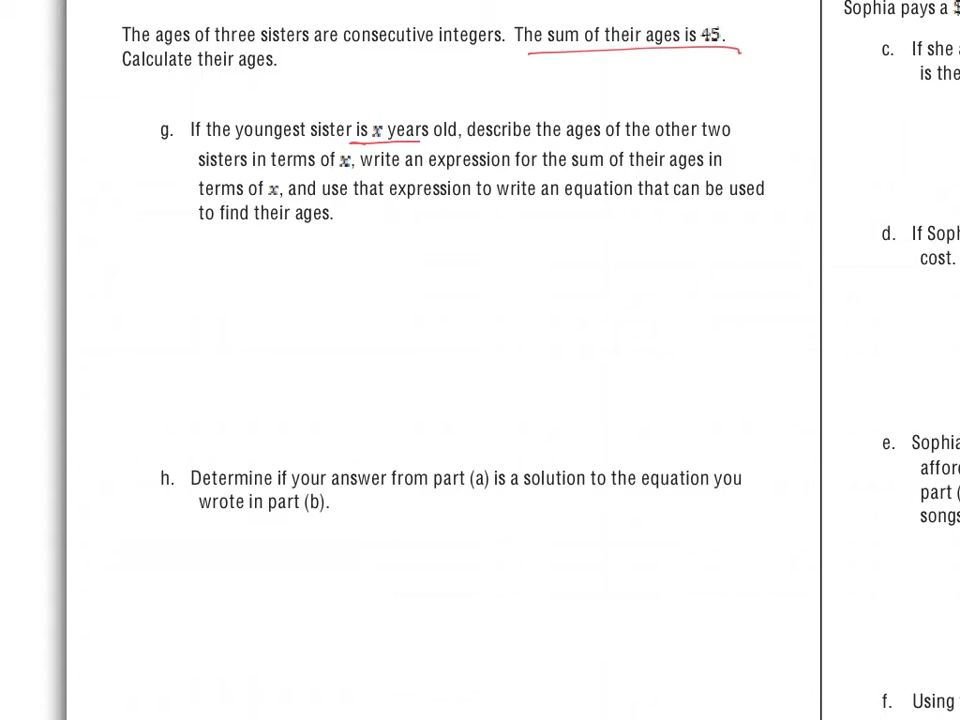 The ages of three sisters are consecutive integers. The sum of their ages is 45.
Calculate their ages.
g. If the youngest sister is x years old, describe the ages of the other two
sisters in terms of x, write an expression for the sum of their ages in
terms of x, and use that expression to write an equation that can be used
to find their ages.
h. Determine if your answer from part (a) is a solution to the equation you
wrote in part (b).
Sophia pays a $
c. If she
is the
d. If Soph
cost.
e. Sophia
affor
part (
songs
f. Using